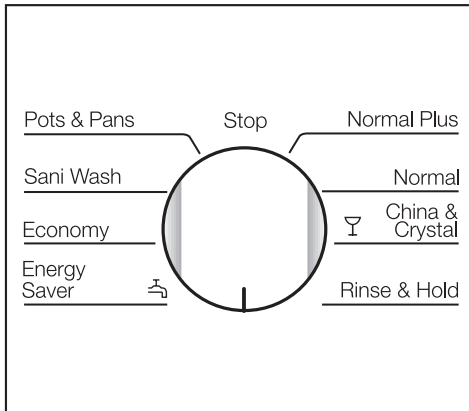 Pots & Pans
Stop
Normal Plus
Sani Wash
Normal
Economy
China &
Crystal
Energy
Saver
Rinse & Hold